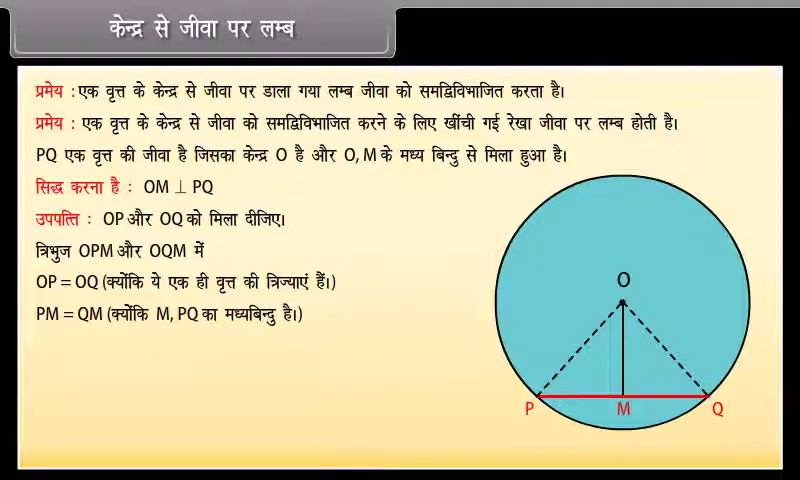 केन्द्र से जीवा पर लम्ब
प्रमेय : एक वृत्त के केन्द्र से जीवा पर डाला गया लम्ब जीवा को समद्विविभाजित करता है।
प्रमेय : एक वृत्त के केन्द्र से जीवा को समद्विविभाजित करने के लिए खींची गई रेखा जीवा पर लम्ब होती है।
PQ एक वृत्त की जीवा है जिसका केन्द्र O है और O, M के मध्य बिन्दु से मिला हुआ है।
सिद्ध करना है : OM ⊥ PQ
उपपत्ति : OP और OQ को मिला दीजिए।
त्रिभुज OPM और OQM में
OP = OQ (क्योंकि ये एक ही वृत्त की त्रिज्याएं हैं।)
PM = QM (क्योंकि M, PQ का मध्यबिन्दु है।)
O
P M Q